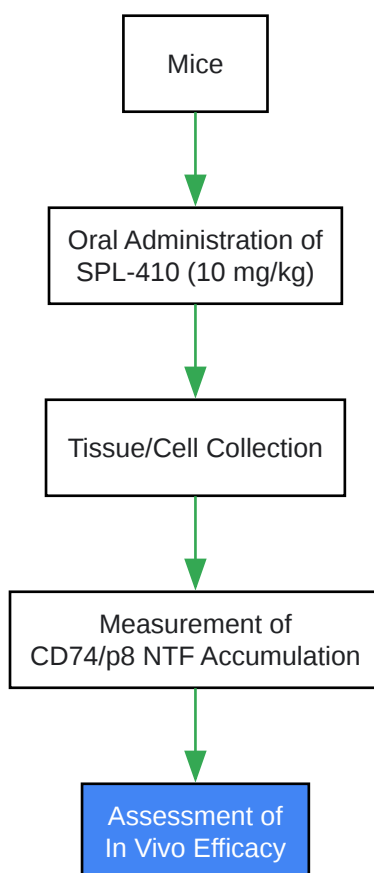 Mice
Oral Administration of
SPL-410 (10 mg/kg)
Tissue/Cell Collection
Measurement of
CD74/p8 NTF Accumulation
Assessment of
In Vivo Efficacy